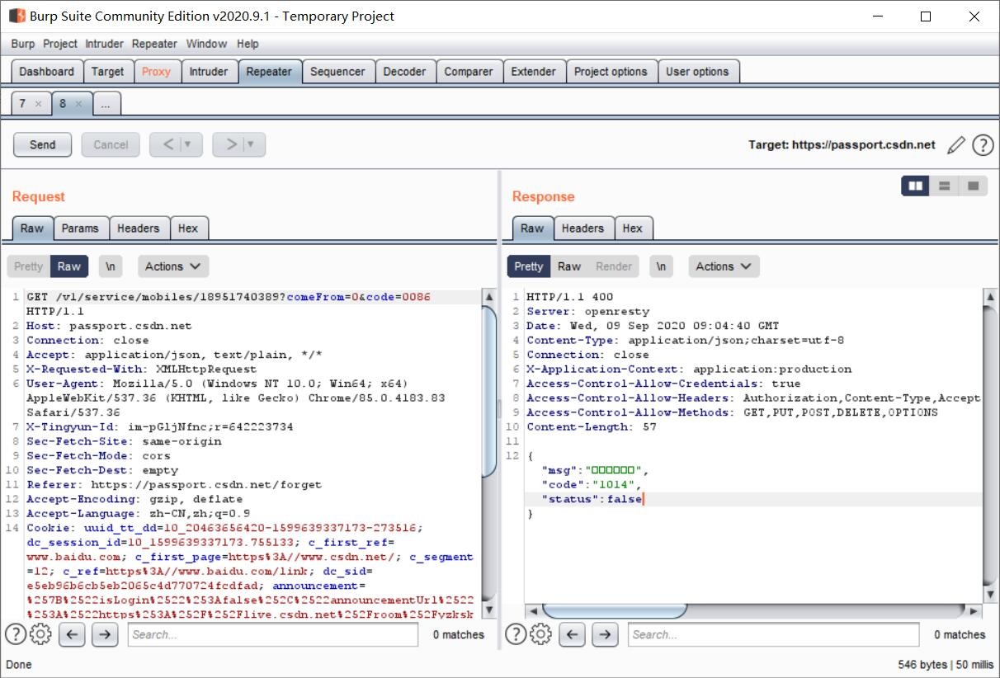 Burp Suite Community Edition v2020.9.1 - Temporary Project
Burp Project Intruder Repeater Window Help
Dashboard Target Proxy Intruder Repeater Sequencer Decoder Comparer Extender Project options User options
7 × 8 × ...
Send Cancel < > Target: https://passport.csdn.net ?
Request
Raw Params Headers Hex
Pretty Raw \n Actions
1 GET /v1/service/mobiles/18951740389?comeFrom=0&code=0086
HTTP/1.1
2 Host: passport.csdn.net
3 Connection: close
4 Accept: application/json, text/plain, */*
5 X-Requested-With: XMLHttpRequest
6 User-Agent: Mozilla/5.0 (Windows NT 10.0; Win64; x64)
AppleWebKit/537.36 (KHTML, like Gecko) Chrome/85.0.4183.83
Safari/537.36
7 X-Tingyun-Id: im-pGljNfnc;r=642223734
8 Sec-Fetch-Site: same-origin
9 Sec-Fetch-Mode: cors
10 Sec-Fetch-Dest: empty
11 Referer: https://passport.csdn.net/forget
12 Accept-Encoding: gzip, deflate
13 Accept-Language: zh-CN,zh;q=0.9
14 Cookie: uuid_tt_dd=10_20463656420-1599639337173-273516;
dc_session_id=10_1599639337173.755133; c_first_ref=
www.baidu.com; c_first_page=https%3A//www.csdn.net/; c_segment
=12; c_ref=https%3A//www.baidu.com/link; dc_sid=
e5eb96b6cb5eb2065c4d770724fcdfad; announcement=
%257B%2522isLogin%2522%253Afalse%252C%2522announcementUrl%2522
%253A%2522https%253A%252F%252Flive.csdn.net%252Froom%252Fyzksk
? Search... 0 matches
Response
Raw Headers Hex
Pretty Raw Render \n Actions
1 HTTP/1.1 400
2 Server: openresty
3 Date: Wed, 09 Sep 2020 09:04:40 GMT
4 Content-Type: application/json;charset=utf-8
5 Connection: close
6 X-Application-Context: application:production
7 Access-Control-Allow-Credentials: true
8 Access-Control-Allow-Headers: Authorization,Content-Type,Accept
9 Access-Control-Allow-Methods: GET,PUT,POST,DELETE,OPTIONS
10 Content-Length: 57
11
12 {
"msg":"□□□□□□",
"code":"1014",
"status":false
}
? Search... 0 matches
Done 546 bytes | 50 millis